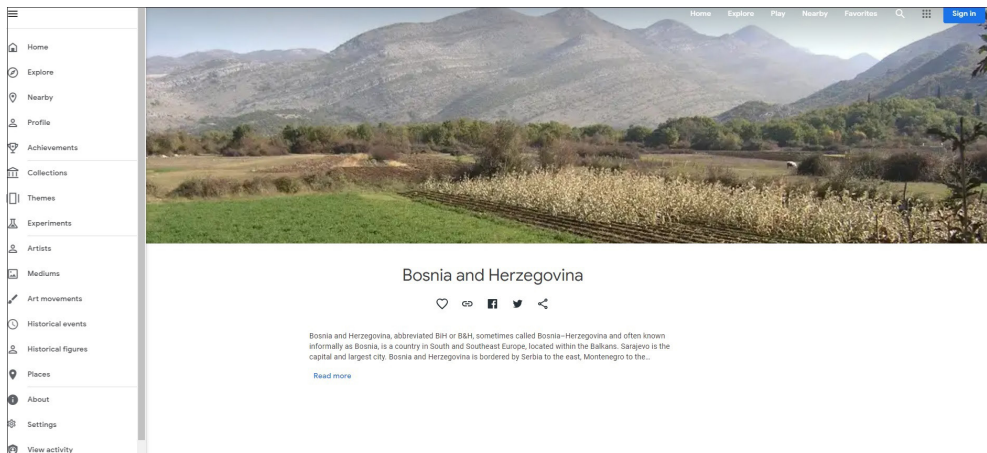 Home Explore Play Nearby Favorites Sign in
Home
Explore
Nearby
Profile
Achievements
Collections
Themes
Experiments
Artists
Mediums
Art movements
Historical events
Historical figures
Places
About
Settings
View activity
Bosnia and Herzegovina
Bosnia and Herzegovina, abbreviated BiH or B&H, sometimes called Bosnia–Herzegovina and often known
informally as Bosnia, is a country in South and Southeast Europe, located within the Balkans. Sarajevo is the
capital and largest city. Bosnia and Herzegovina is bordered by Serbia to the east, Montenegro to the...
Read more